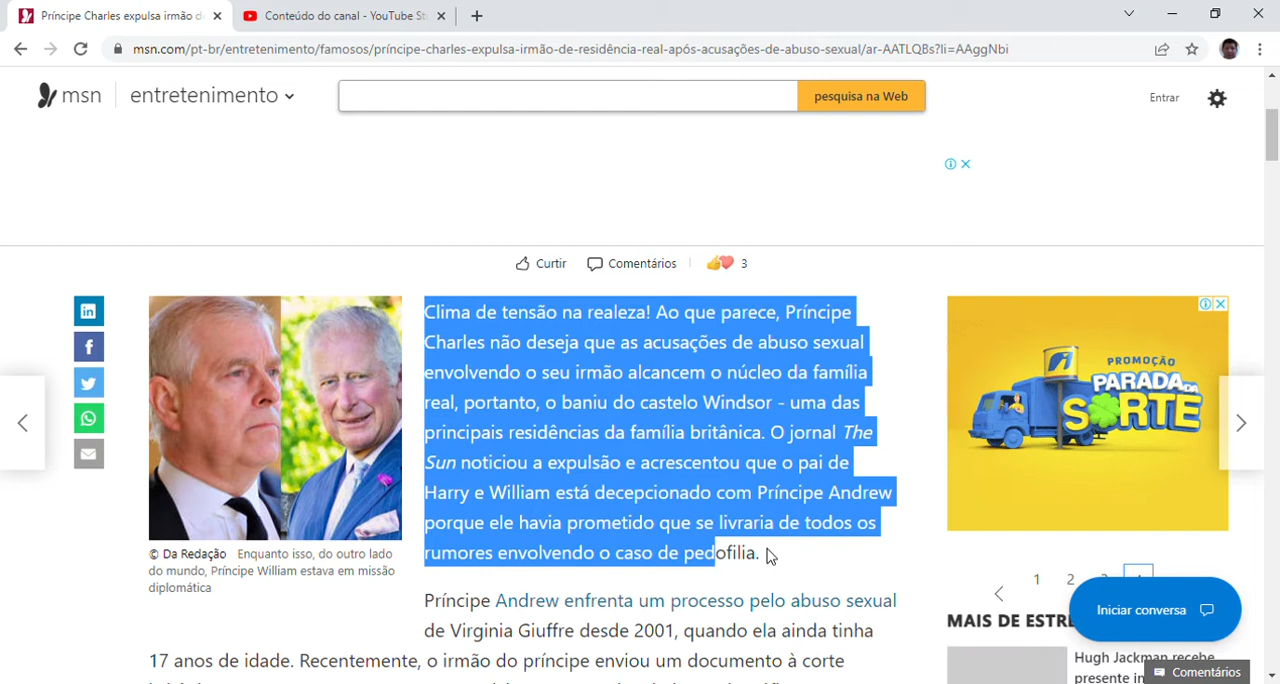 Príncipe Charles expulsa irmão d
Conteúdo do canal - YouTube St
msn.com/pt-br/entretenimento/famosos/príncipe-charles-expulsa-irmão-de-residência-real-após-acusações-de-abuso-sexual/ar-AATLQBs?li=AAggNbi
msn entretenimento
pesquisa na Web
Entrar
Curtir Comentários 3
Clima de tensão na realeza! Ao que parece, Príncipe
Charles não deseja que as acusações de abuso sexual
envolvendo o seu irmão alcancem o núcleo da família
real, portanto, o baniu do castelo Windsor - uma das
principais residências da família britânica. O jornal The
Sun noticiou a expulsão e acrescentou que o pai de
Harry e William está decepcionado com Príncipe Andrew
porque ele havia prometido que se livraria de todos os
rumores envolvendo o caso de pedofilia.
© Da Redação Enquanto isso, do outro lado
do mundo, Príncipe William estava em missão
diplomática
Príncipe Andrew enfrenta um processo pelo abuso sexual
de Virginia Giuffre desde 2001, quando ela ainda tinha
17 anos de idade. Recentemente, o irmão do príncipe enviou um documento à corte
PROMOÇÃO
PARADA DA
SORTE
1 2
Iniciar conversa
MAIS DE ESTRE
Hugh Jackman recebe
presente in
Comentários